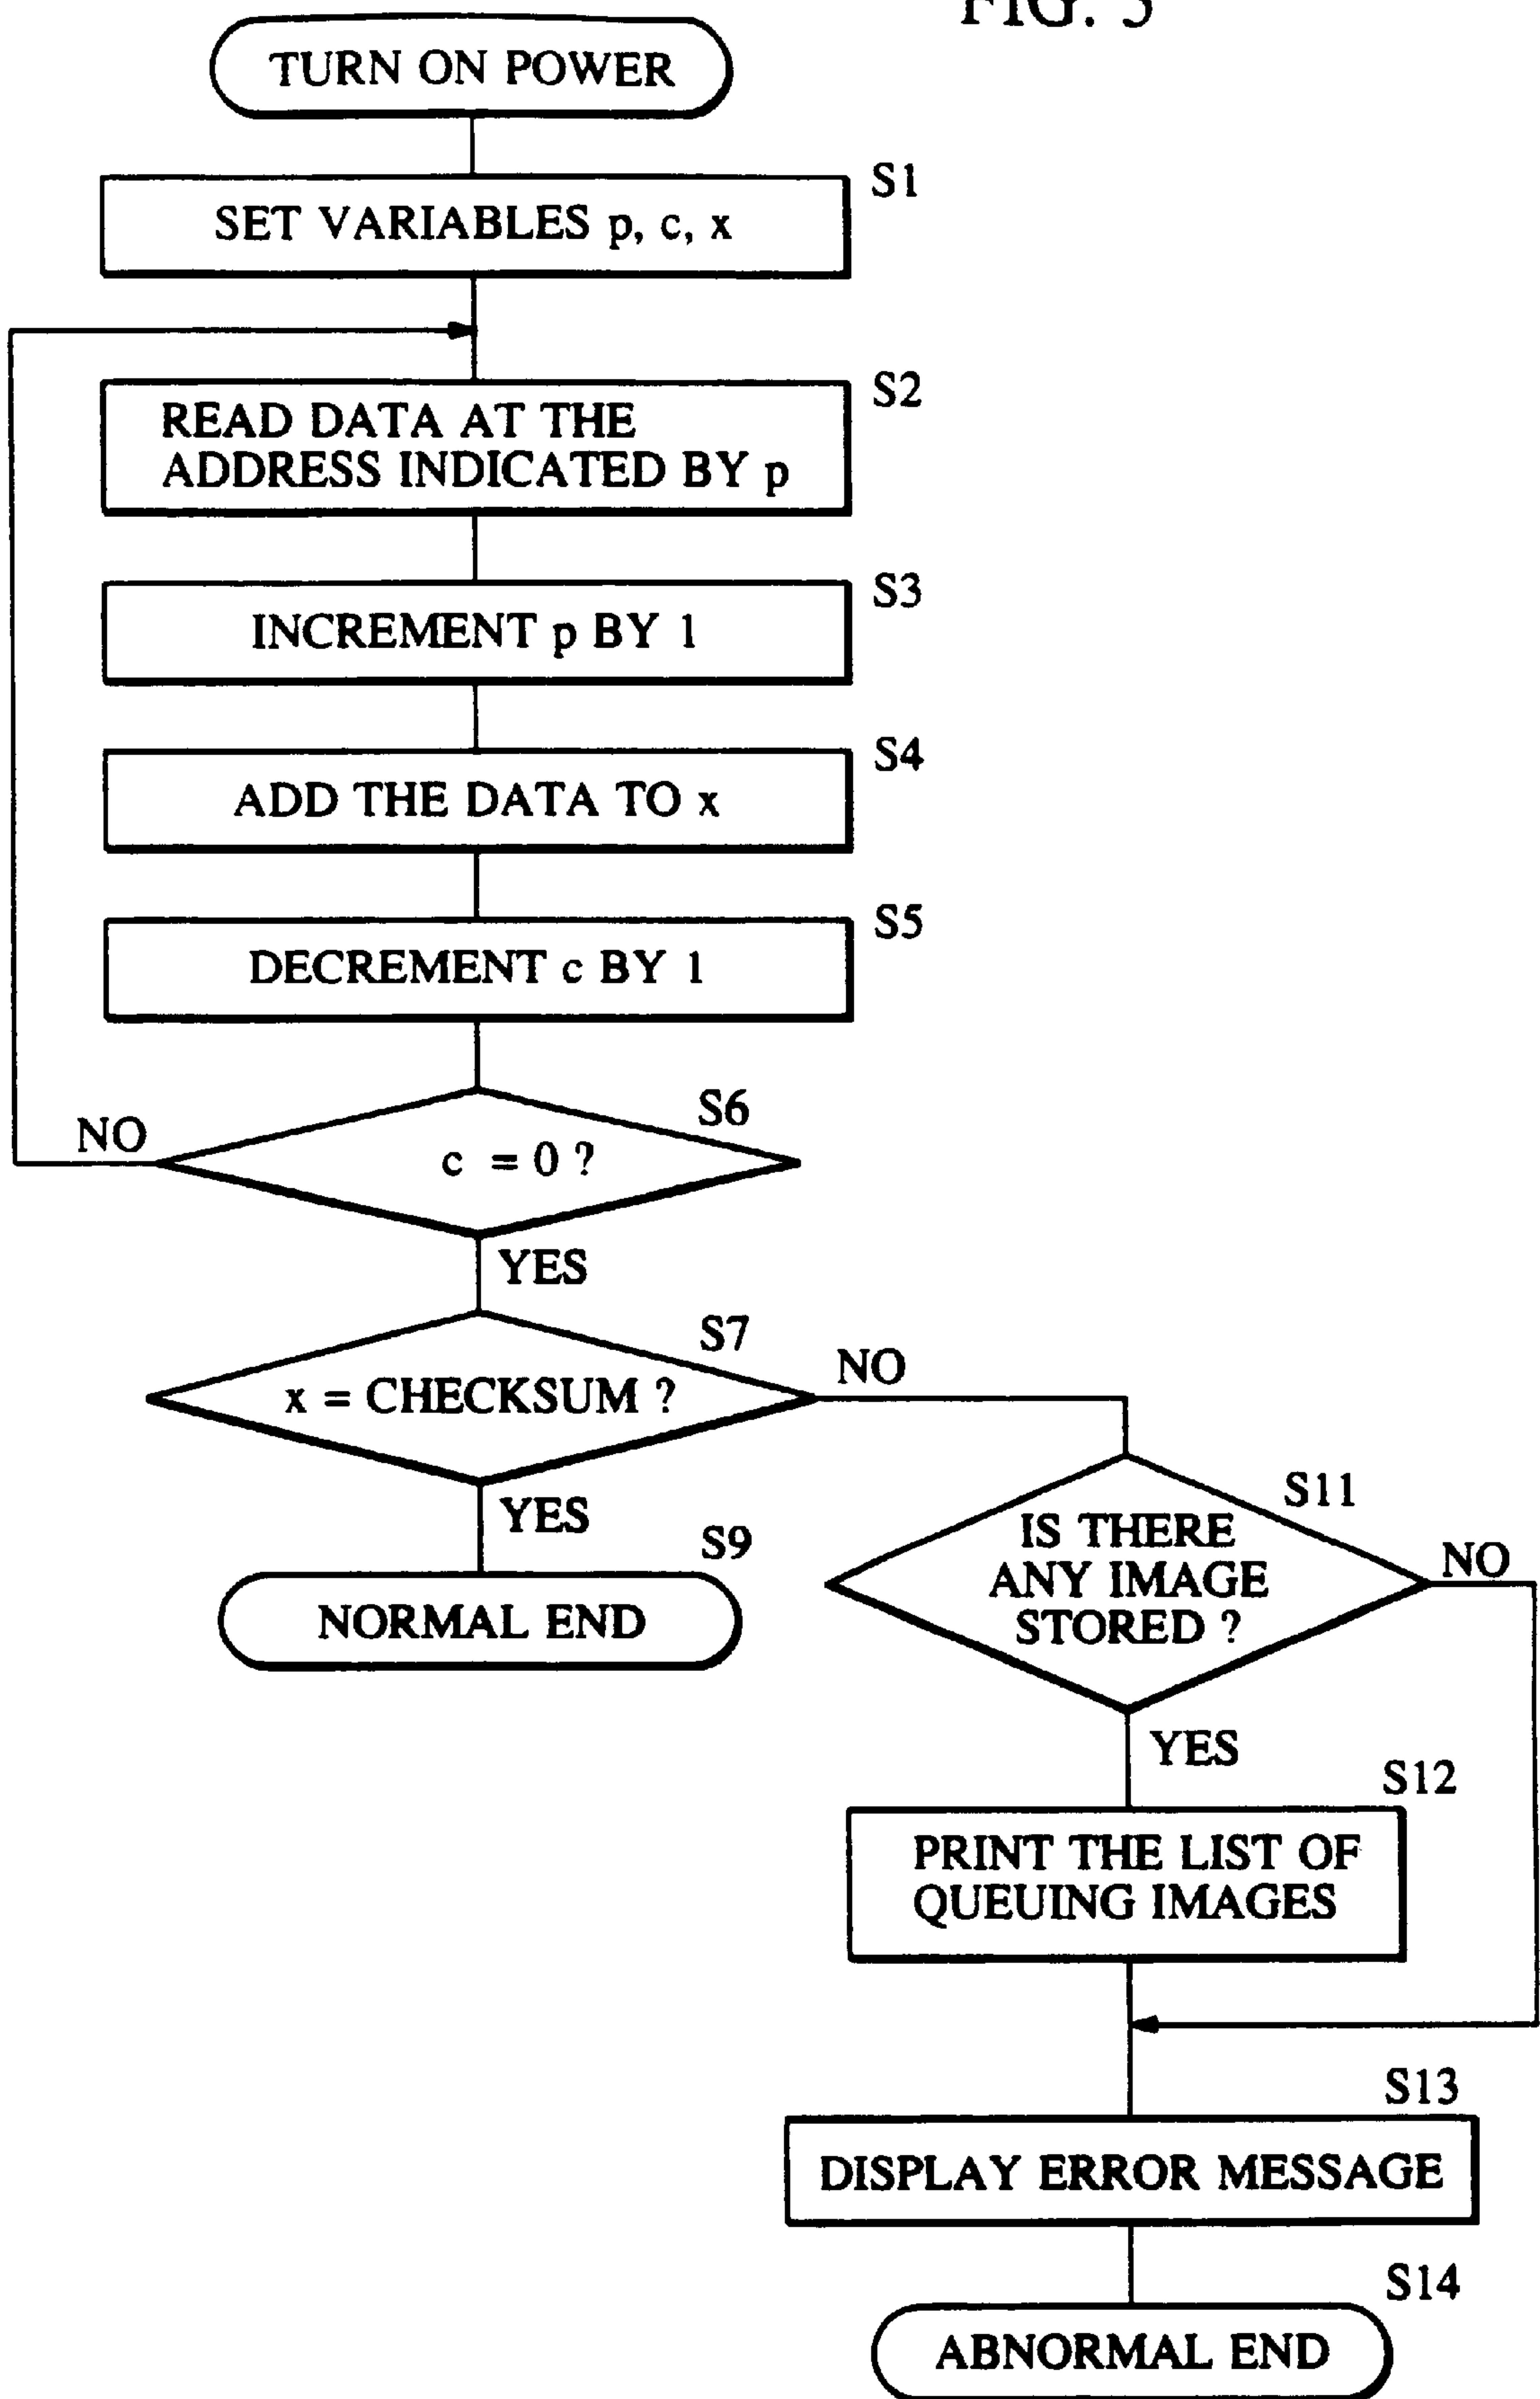 FIG.
TURN ON POWER
S1
SET VARIABLES p, c, x
S2
READ DATA AT THE
ADDRESS INDICATED BY p
S3
INCREMENT p BY 1
S4
ADD THE DATA TO x
S5
DECREMENT c BY 1
S6
NO
c = 0 ?
YES
S7
NO
x = CHECKSUM ?
YES
S9
NORMAL END
S11
IS THERE
ANY IMAGE
STORED ?
NO
YES
S12
PRINT THE LIST OF
QUEUING IMAGES
S13
DISPLAY ERROR MESSAGE
S14
ABNORMAL END